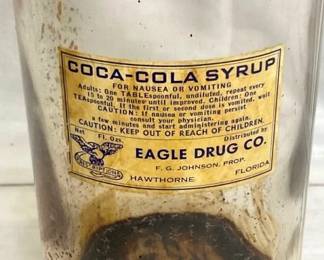 COCA-COLA SYRUP
FOR NAUSEA OR VOMITING
Adults: One TABLEspoonful, undiluted, repeat every
15 to 20 minutes until improved. Children: One
TEAspoonful. If the first or second dose is vomited, wait
CAUTION: If nausea or vomiting persist
consult your physician.
a few minutes and start administering again.
CAUTION: KEEP OUT OF REACH OF CHILDREN.
Net Fl. Ozs. Distributed by
EAGLE DRUG CO.
F. G. JOHNSON, PROP.
HAWTHORNE FLORIDA